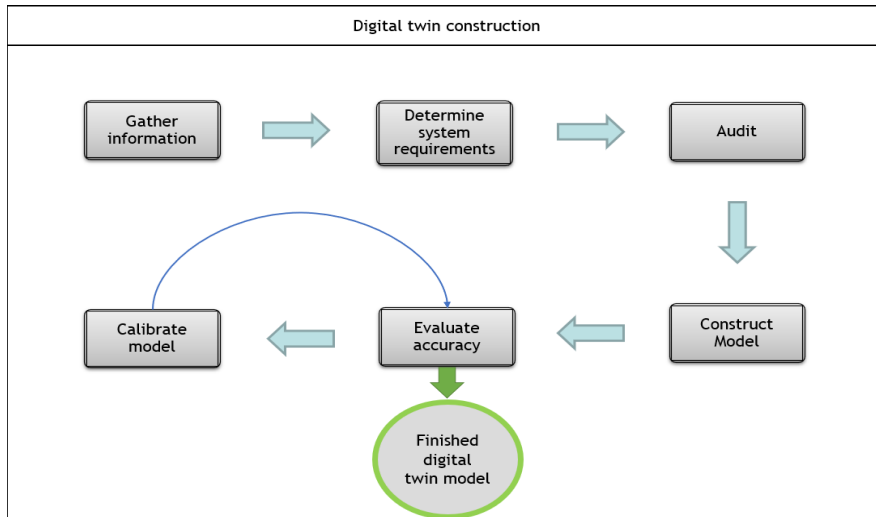 Digital twin construction
Gather
information
Determine
system
requirements
Audit
Calibrate
model
Evaluate
accuracy
Construct
Model
Finished
digital
twin model